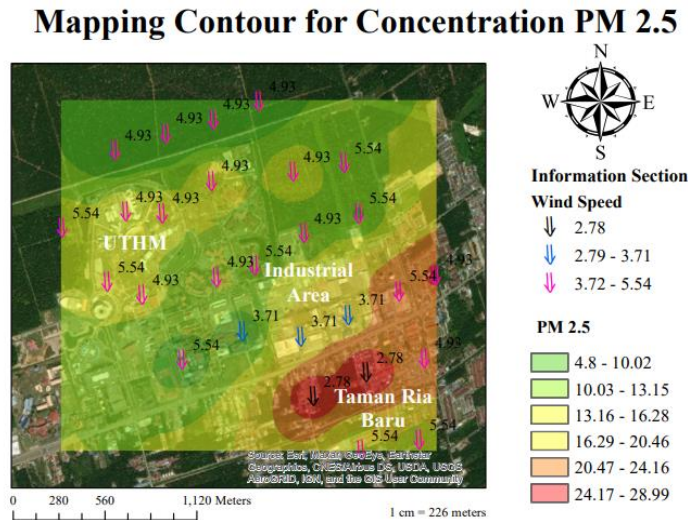 Mapping Contour for Concentration PM 2.5
4.93
4.93
4.93
4.93
4.93
4.93
5.54
4.93
4.93
5.54
5.54
4.93
UTHM
5.54
4.93
5.54
4.93
4.93
5.54
Industrial
Area
3.71
3.71
3.71
5.54
4.93
2.78
2.78
Taman Ria
Baru
5.54
5.54
Source: Esri, Maxar, GeoEye, Earthstar
Geographics, CNES/Airbus DS, USDA, USGS
AeroGRID, IGN, and the GIS User Community
0 280 560 1,120 Meters
1 cm = 226 meters
N
W E
S
Information Section
Wind Speed
2.78
2.79 - 3.71
3.72 - 5.54
PM 2.5
4.8 - 10.02
10.03 - 13.15
13.16 - 16.28
16.29 - 20.46
20.47 - 24.16
24.17 - 28.99